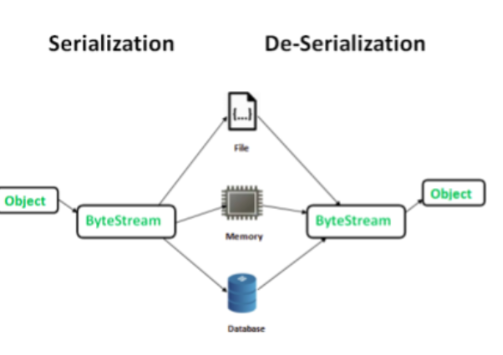 Serialization
De-Serialization
{...}
File
Object
ByteStream
Memory
ByteStream
Object
Database